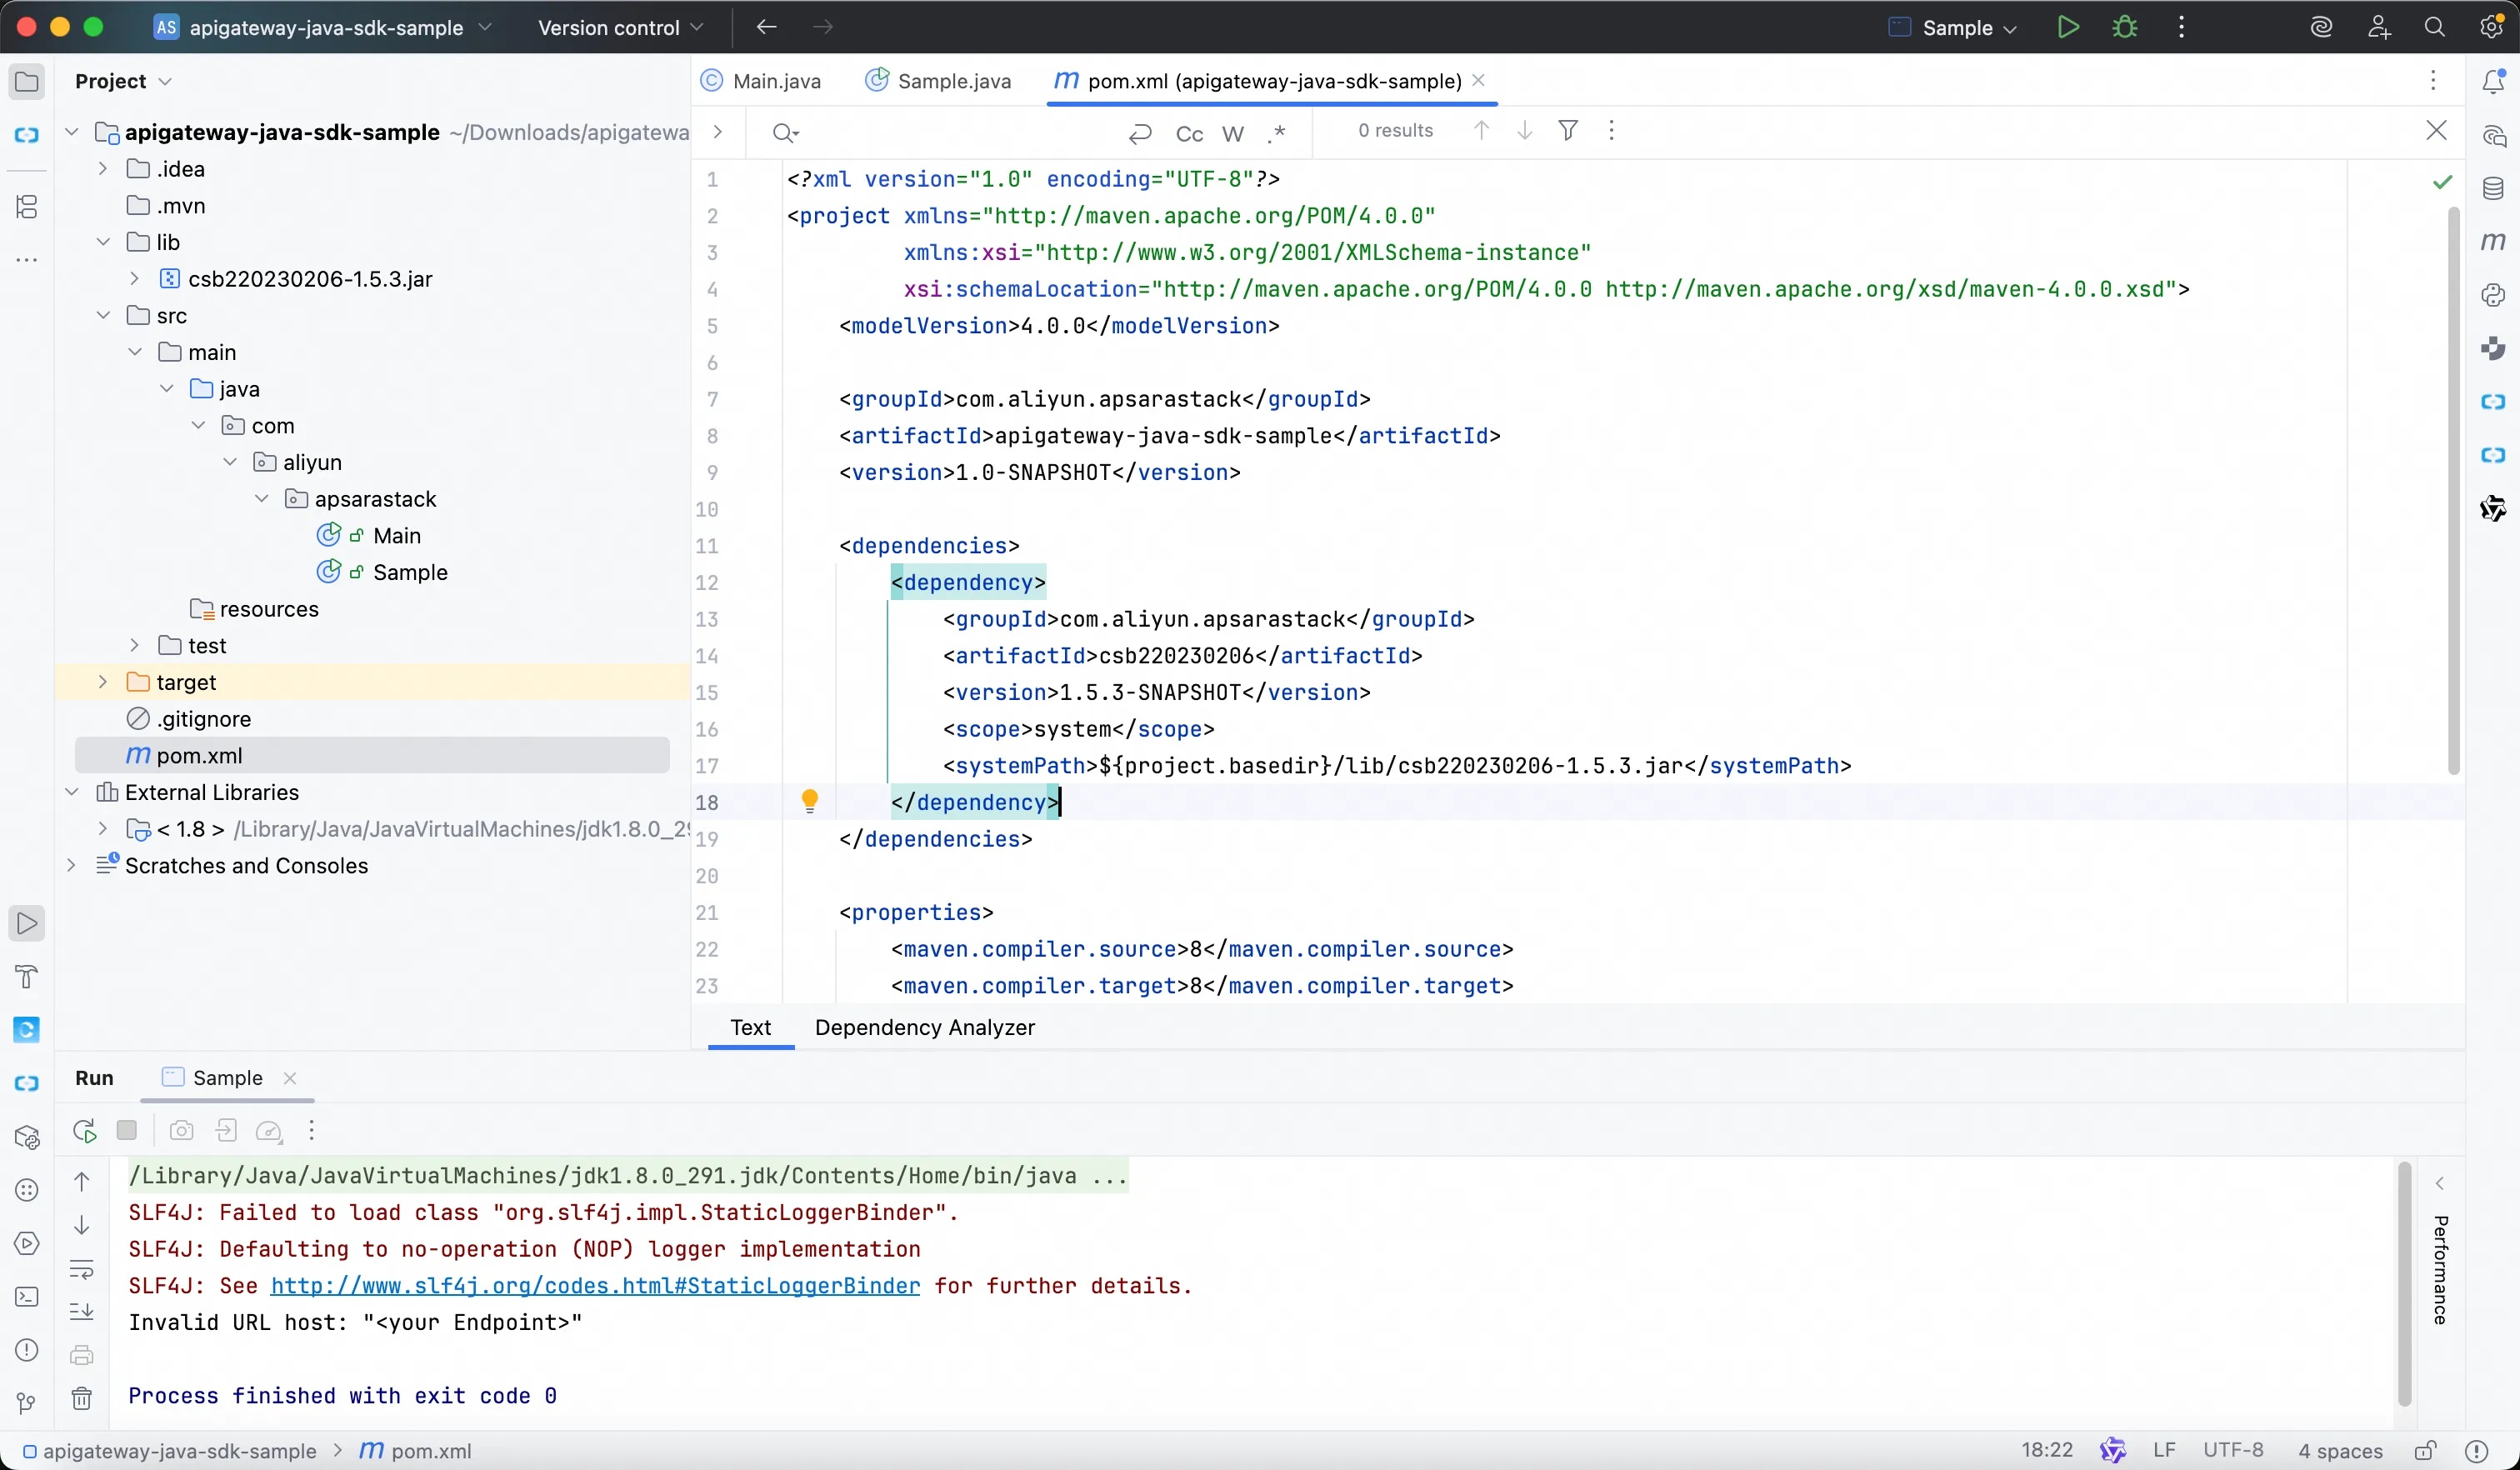 AS apigateway-java-sdk-sample Version control Sample
Project
Main.java Sample.java m pom.xml (apigateway-java-sdk-sample)
Cc W .* 0 results
apigateway-java-sdk-sample ~/Downloads/apigatewa
.idea
.mvn
lib
csb220230206-1.5.3.jar
src
main
java
com
aliyun
apsarastack
Main
Sample
resources
test
target
.gitignore
m pom.xml
External Libraries
< 1.8 > /Library/Java/JavaVirtualMachines/jdk1.8.0_29
Scratches and Consoles
1 <?xml version="1.0" encoding="UTF-8"?>
2 <project xmlns="http://maven.apache.org/POM/4.0.0"
3 xmlns:xsi="http://www.w3.org/2001/XMLSchema-instance"
4 xsi:schemaLocation="http://maven.apache.org/POM/4.0.0 http://maven.apache.org/xsd/maven-4.0.0.xsd">
5 <modelVersion>4.0.0</modelVersion>
6
7 <groupId>com.aliyun.apsarastack</groupId>
8 <artifactId>apigateway-java-sdk-sample</artifactId>
9 <version>1.0-SNAPSHOT</version>
10
11 <dependencies>
12 <dependency>
13 <groupId>com.aliyun.apsarastack</groupId>
14 <artifactId>csb220230206</artifactId>
15 <version>1.5.3-SNAPSHOT</version>
16 <scope>system</scope>
17 <systemPath>${project.basedir}/lib/csb220230206-1.5.3.jar</systemPath>
18 </dependency>
19 </dependencies>
20
21 <properties>
22 <maven.compiler.source>8</maven.compiler.source>
23 <maven.compiler.target>8</maven.compiler.target>
Text Dependency Analyzer
Run Sample
/Library/Java/JavaVirtualMachines/jdk1.8.0_291.jdk/Contents/Home/bin/java ...
SLF4J: Failed to load class "org.slf4j.impl.StaticLoggerBinder".
SLF4J: Defaulting to no-operation (NOP) logger implementation
SLF4J: See http://www.slf4j.org/codes.html#StaticLoggerBinder for further details.
Invalid URL host: "<your Endpoint>"
Process finished with exit code 0
Performance
apigateway-java-sdk-sample > m pom.xml 18:22 LF UTF-8 4 spaces